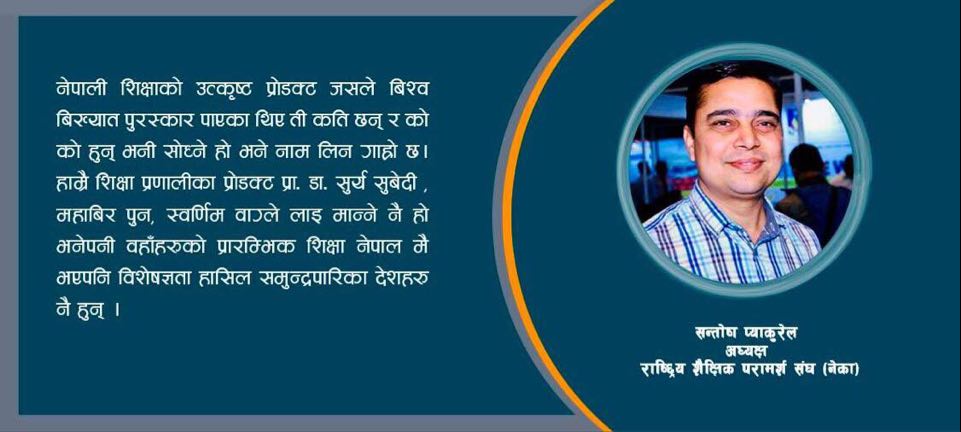 नेपाली शिक्षाको उत्कृष्ट प्रोडक्ट जसले बिश्व
बिख्यात पुरस्कार पाएका थिए ती कति छन् र को
को हुन् भनी सोध्ने हो भने नाम लिन गाह्रो छ।
हाम्रै शिक्षा प्रणालीका प्रोडक्ट प्रा. डा. सुर्य सुबेदी ,
महाबिर पुन, स्वर्णिम वाग्ले लाइ मान्ने नै हो
भनेपनी वहाँहरुको प्रारम्भिक शिक्षा नेपाल मै
भएपनि विशेषज्ञता हासिल समुन्द्रपारिका देशहरु
नै हुन् ।
सन्तोष प्याकुरेल
अध्यक्ष
राष्ट्रिय शैक्षिक परामर्श संघ (नेका)